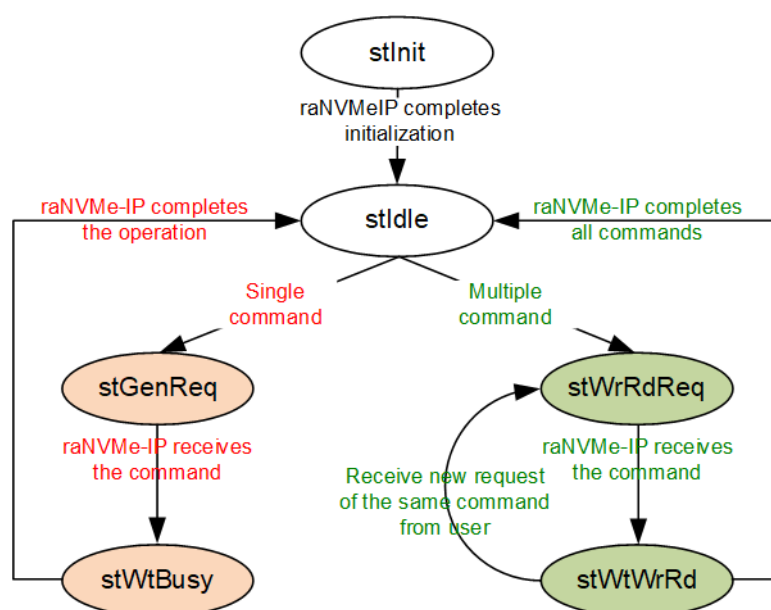 stInit
raNVMeIP completes
initialization
raNVMe-IP completes
the operation
stIdle
raNVMe-IP completes
all commands
Single
command
Multiple
command
stGenReq
stWrRdReq
raNVMe-IP receives
the command
raNVMe-IP receives
the command
Receive new request
of the same command
from user
stWtBusy
stWtWrRd